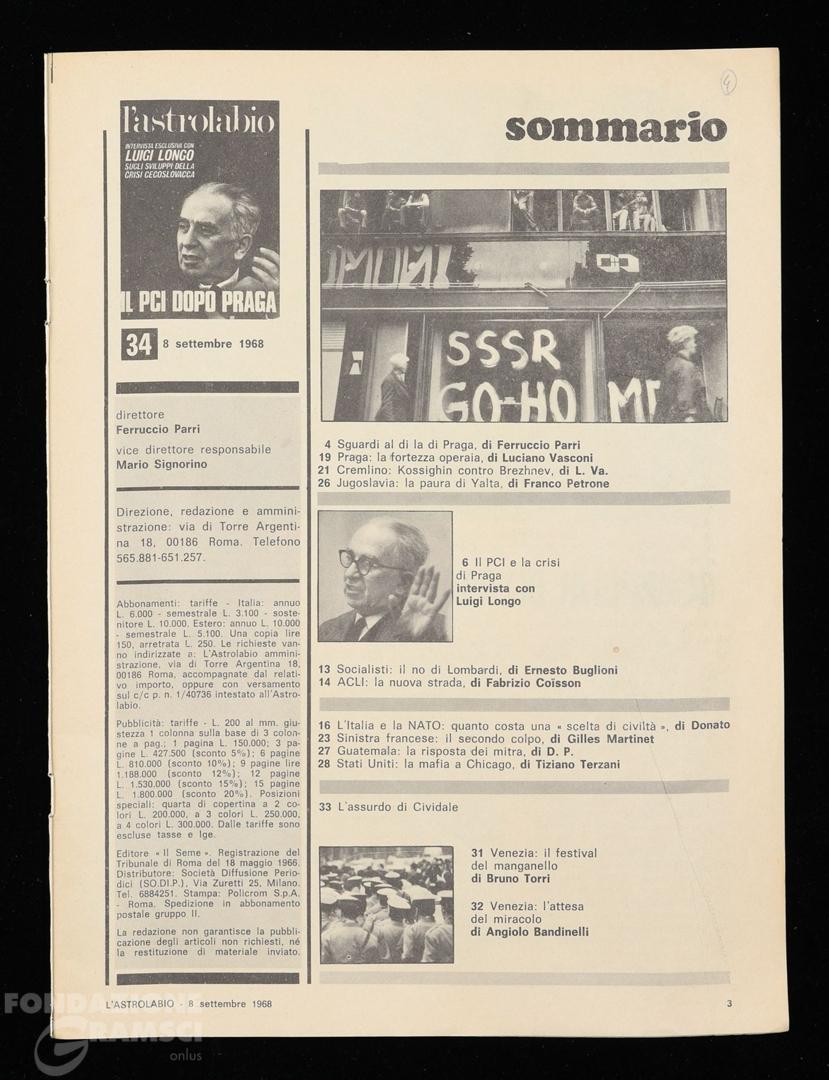 4
l'astrolabio
INTERVISTA ESCLUSIVA CON
LUIGI LONGO
SUGLI SVILUPPI DELLA
CRISI CECOSLOVACCA
IL PCI DOPO PRAGA
34 8 settembre 1968
direttore
Ferruccio Parri
vice direttore responsabile
Mario Signorino
Direzione, redazione e ammini-
strazione: via di Torre Argenti-
na 18, 00186 Roma. Telefono
565.881-651.257.
Abbonamenti: tariffe - Italia: annuo
L. 6.000 - semestrale L. 3.100 - soste-
nitore L. 10.000. Estero: annuo L. 10.000
- semestrale L. 5.100. Una copia lire
150, arretrata L. 250. Le richieste van-
no indirizzate a: L'Astrolabio ammini-
strazione, via di Torre Argentina 18,
00186 Roma, accompagnate dal relati-
vo importo, oppure con versamento
sul c/c p. n. 1/40736 intestato all'Astro-
labio.
Pubblicità: tariffe - L. 200 al mm. giu-
stezza 1 colonna sulla base di 3 colon-
ne a pag.; 1 pagina L. 150.000; 3 pa-
gine L. 427.500 (sconto 5%); 6 pagine
L. 810.000 (sconto 10%); 9 pagine lire
1.188.000 (sconto 12%); 12 pagine
L. 1.530.000 (sconto 15%); 15 pagine
L. 1.800.000 (sconto 20%). Posizioni
speciali: quarta di copertina a 2 co-
lori L. 200.000, a 3 colori L. 250.000,
a 4 colori L. 300.000. Dalle tariffe sono
escluse tasse e Ige.
Editore « Il Seme ». Registrazione del
Tribunale di Roma del 18 maggio 1966.
Distributore: Società Diffusione Perio-
dici (SO.DI.P.), Via Zuretti 25, Milano.
Tel. 6884251. Stampa: Policrom S.p.A.
- Roma. Spedizione in abbonamento
postale gruppo II.
La redazione non garantisce la pubbli-
cazione degli articoli non richiesti, né
la restituzione di materiale inviato.
sommario
SSSR
GO-HO ME
4 Sguardi al di la di Praga, di Ferruccio Parri
19 Praga: la fortezza operaia, di Luciano Vasconi
21 Cremlino: Kossighin contro Brezhnev, di L. Va.
26 Jugoslavia: la paura di Yalta, di Franco Petrone
6 Il PCI e la crisi
di Praga
intervista con
Luigi Longo
13 Socialisti: il no di Lombardi, di Ernesto Buglioni
14 ACLI: la nuova strada, di Fabrizio Coisson
16 L'Italia e la NATO: quanto costa una « scelta di civiltà », di Donato
23 Sinistra francese: il secondo colpo, di Gilles Martinet
27 Guatemala: la risposta dei mitra, di D. P.
28 Stati Uniti: la mafia a Chicago, di Tiziano Terzani
33 L'assurdo di Cividale
31 Venezia: il festival
del manganello
di Bruno Torri
32 Venezia: l'attesa
del miracolo
di Angiolo Bandinelli
L'ASTROLABIO - 8 settembre 1968
3
FONDAZIONE
GRAMSCI
onlus